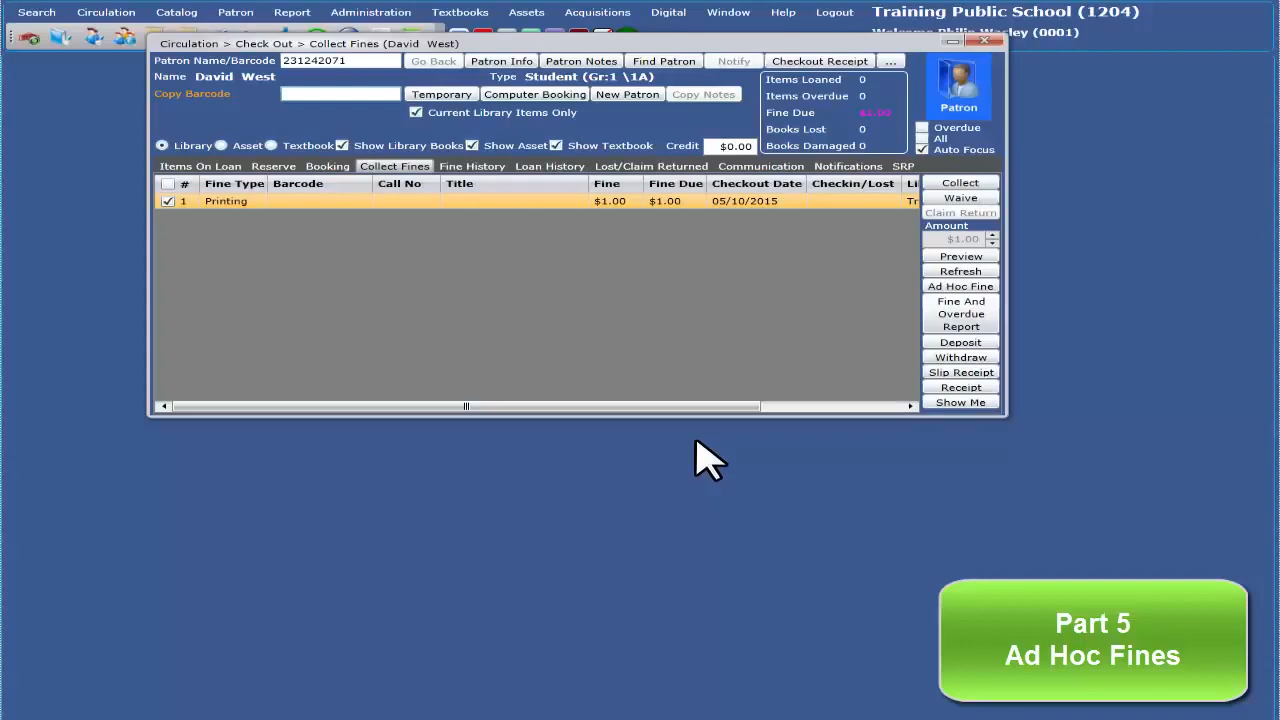 Search Circulation Catalog Patron Report Administration Textbooks Assets Acquisitions Digital Window Help Logout Training Public School (1204)
Circulation > Check Out > Collect Fines (David West)
(0001)
Patron Name/Barcode 231242071 Go Back Patron Info Patron Notes Find Patron Notify Checkout Receipt ...
Name David West Type Student (Gr:1 \1A)
Items Loaned 0
Copy Barcode Temporary Computer Booking New Patron Copy Notes
Items Overdue 0
Patron
Current Library Items Only
Fine Due $1.00
Books Lost 0
Overdue
All
Library Asset Textbook Show Library Books Show Asset Show Textbook Credit $0.00
Books Damaged 0
Auto Focus
Items On Loan Reserve Booking Collect Fines Fine History Loan History Lost/Claim Returned Communication Notifications SRP
# Fine Type Barcode Call No Title Fine Fine Due Checkout Date Checkin/Lost Li
1 Printing $1.00 $1.00 05/10/2015 Tr
Collect
Waive
Claim Return
Amount
$1.00
Preview
Refresh
Ad Hoc Fine
Fine And
Overdue
Report
Deposit
Withdraw
Slip Receipt
Receipt
Show Me
Part 5
Ad Hoc Fines